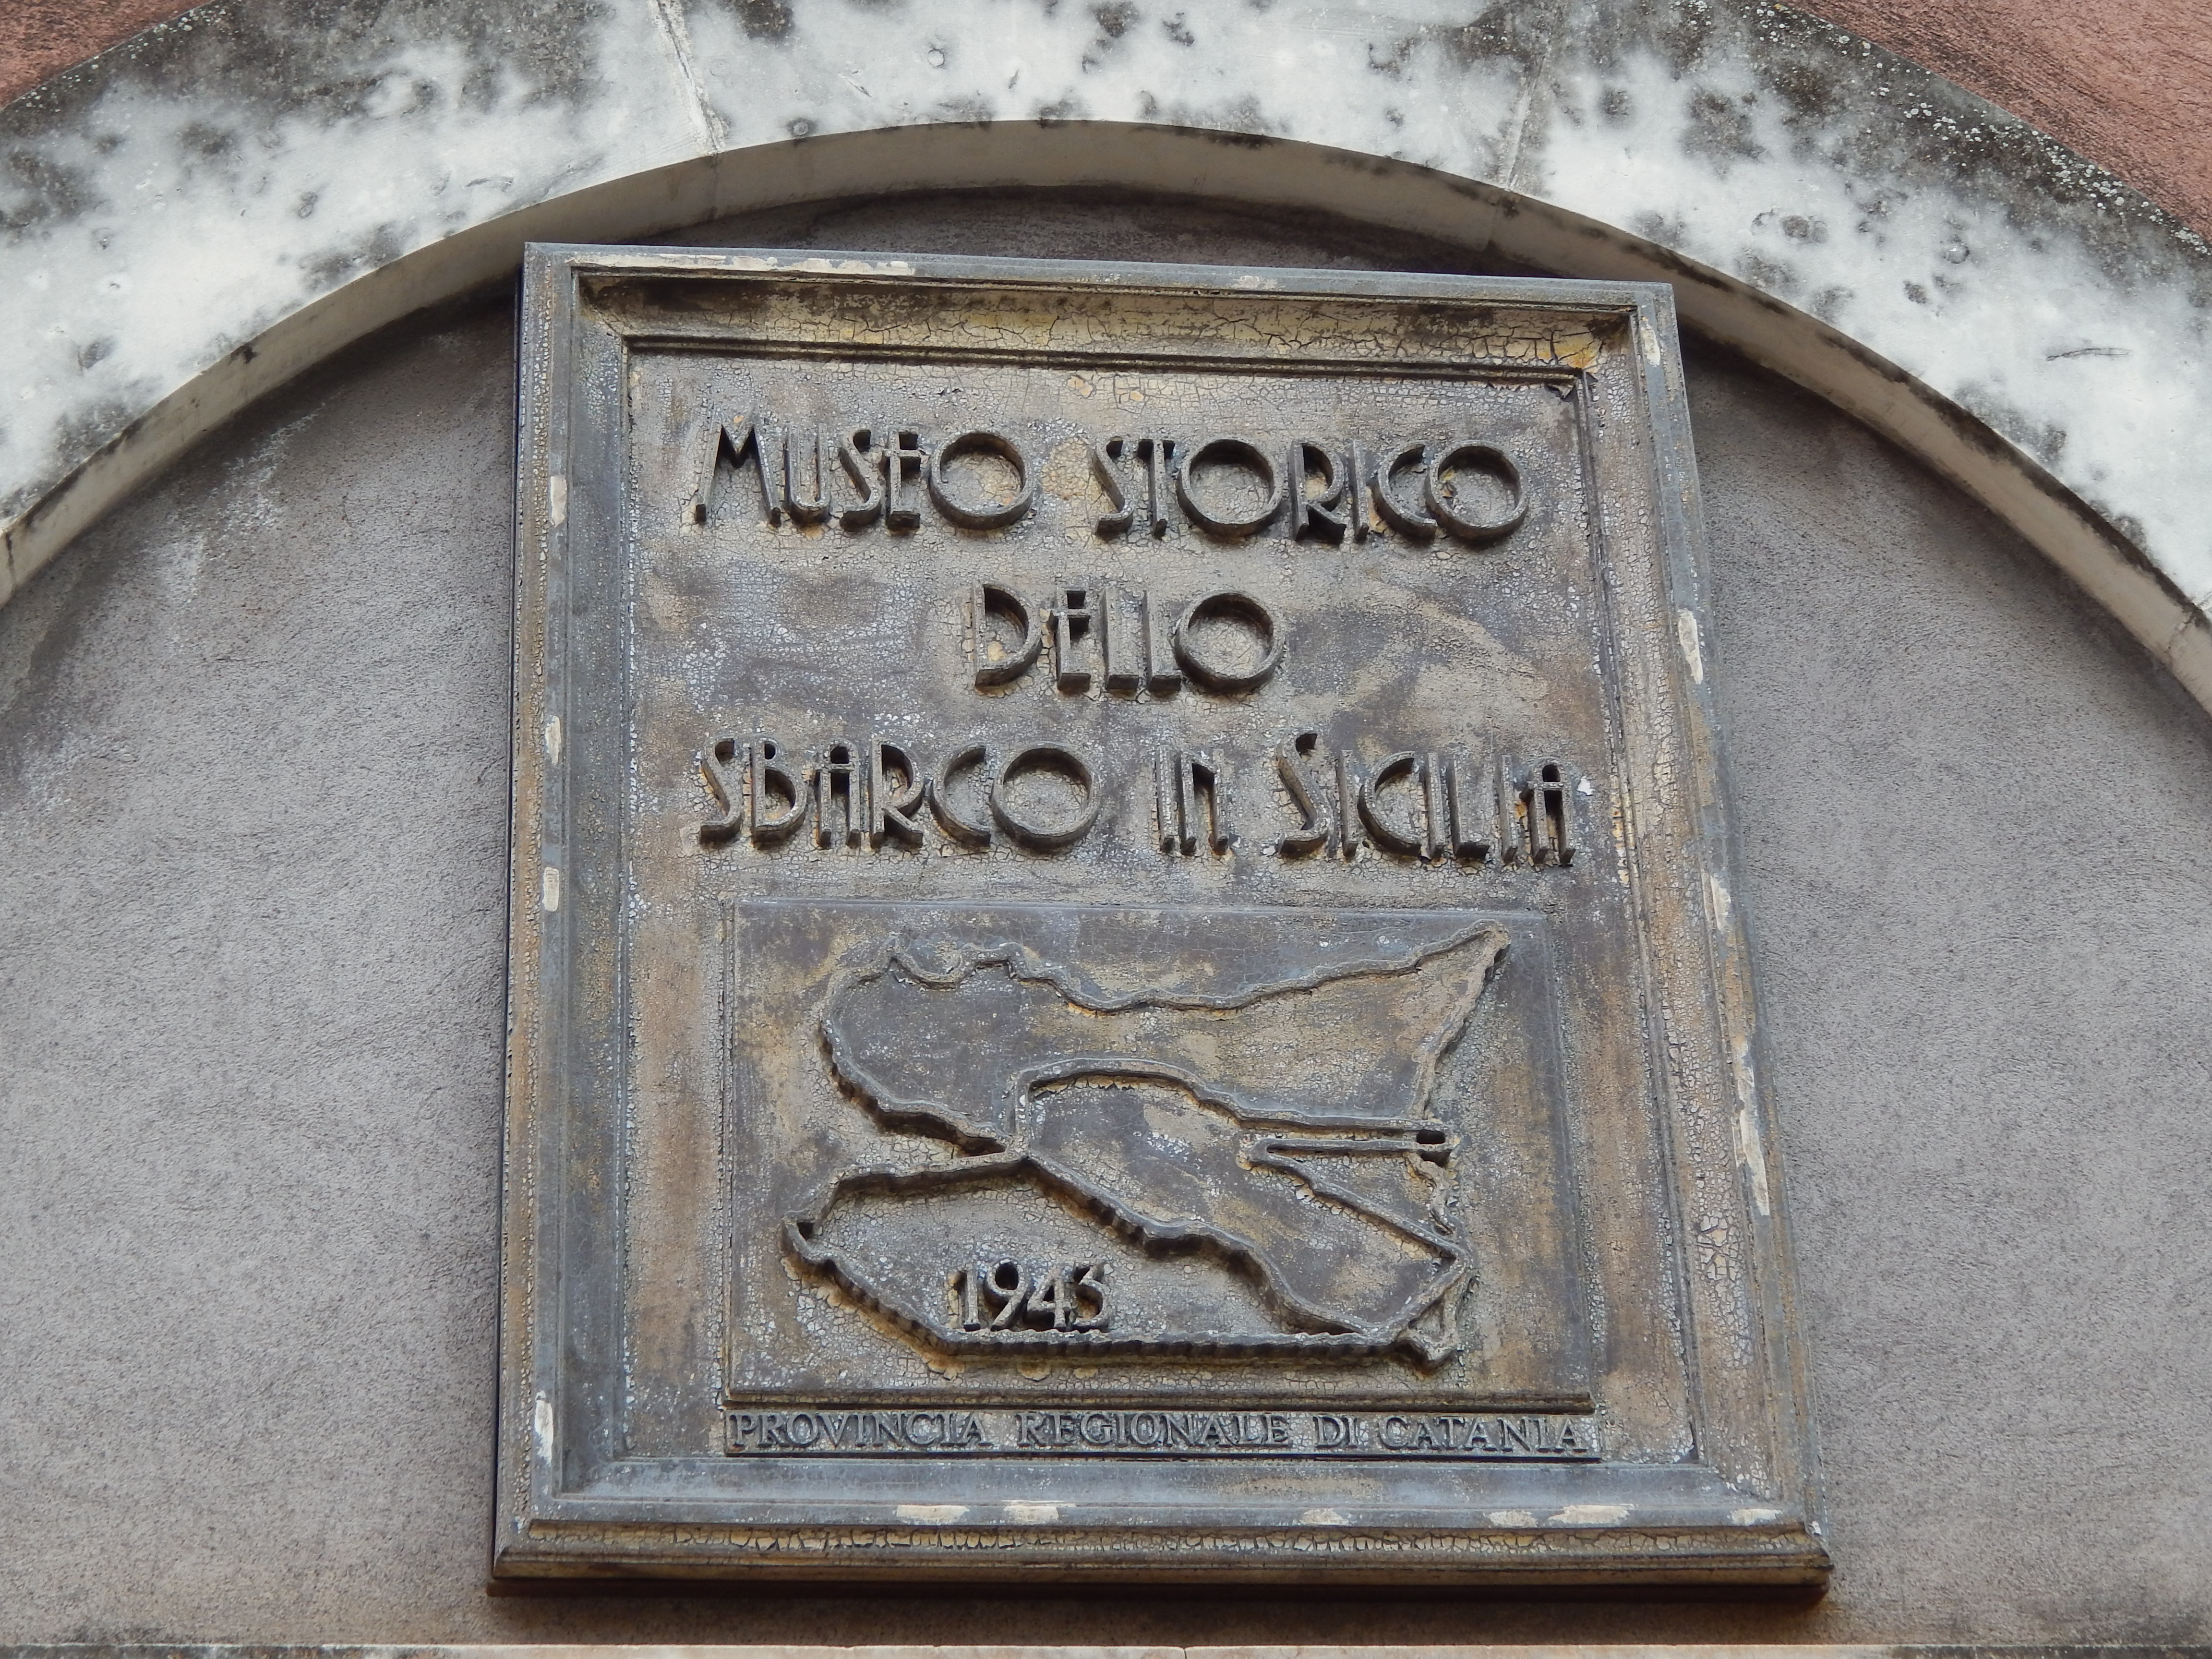 MUSEO STORICO
DELLO
SBARCO IN SICILIA
1943
PROVINCIA REGIONALE DI CATANIA